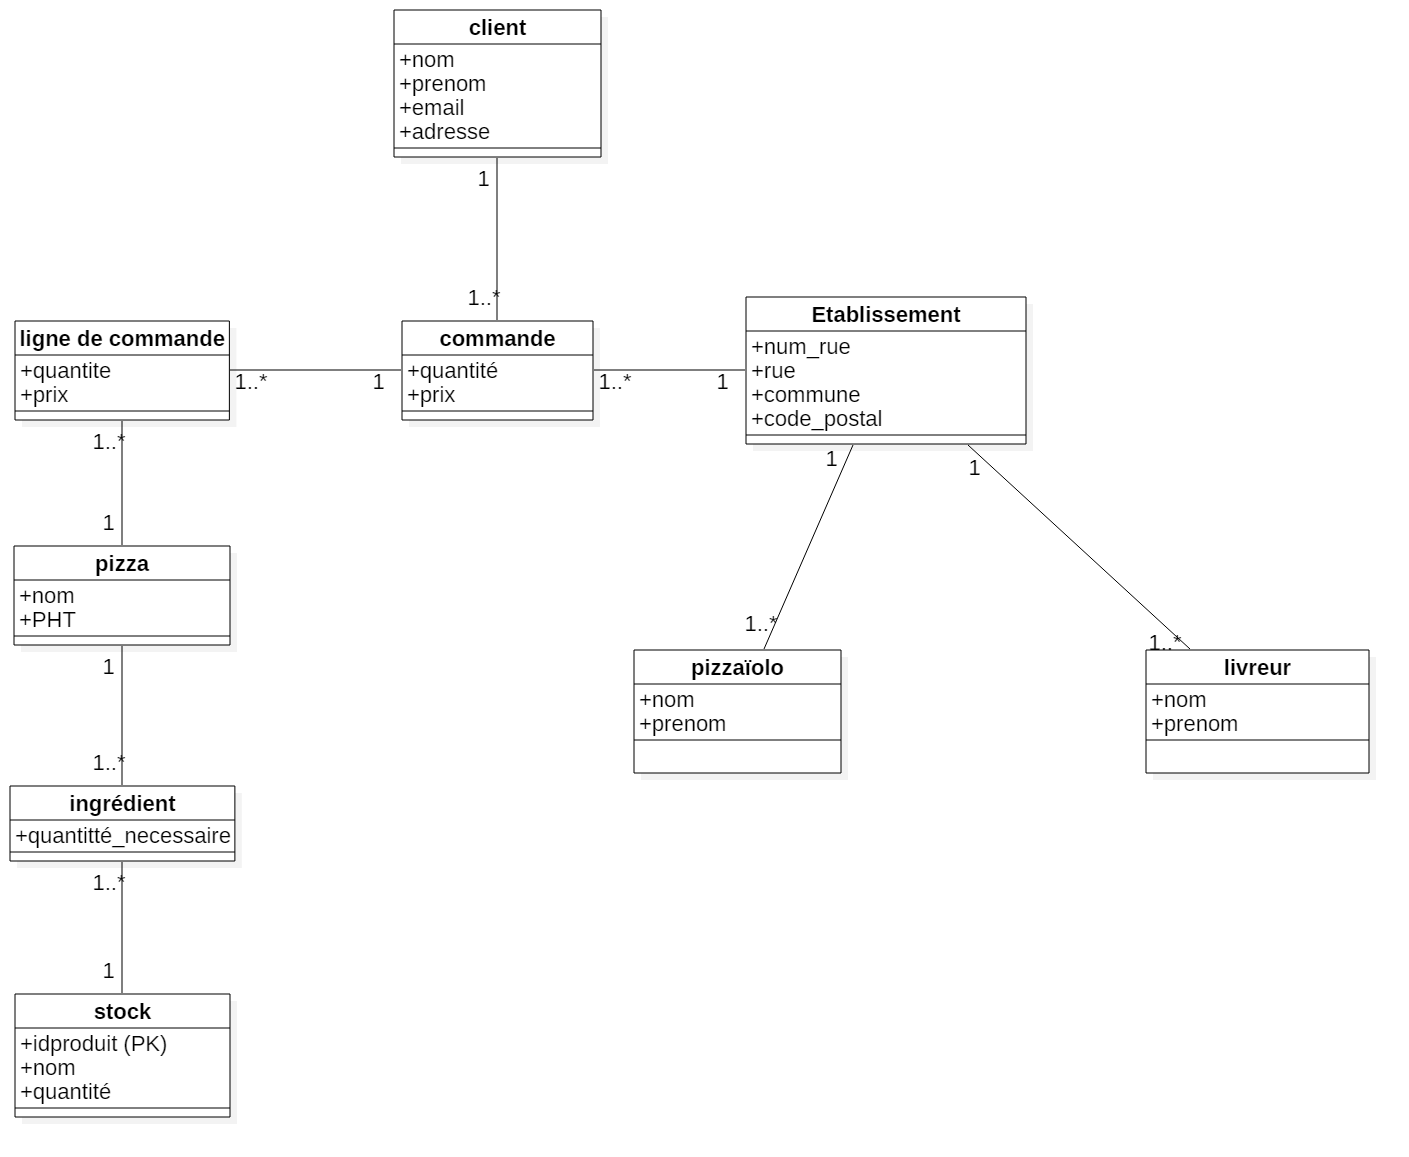 client
+nom
+prenom
+email
+adresse
1
1..*
ligne de commande
+quantite
+prix
1..*
1
commande
+quantité
+prix
1..*
1
Etablissement
+num_rue
+rue
+commune
+code_postal
1
1
1..*
1
pizza
+nom
+PHT
1
1..*
1..*
pizzaïolo
+nom
+prenom
1..*
livreur
+nom
+prenom
ingrédient
+quantitté_necessaire
1..*
1
stock
+idproduit (PK)
+nom
+quantité